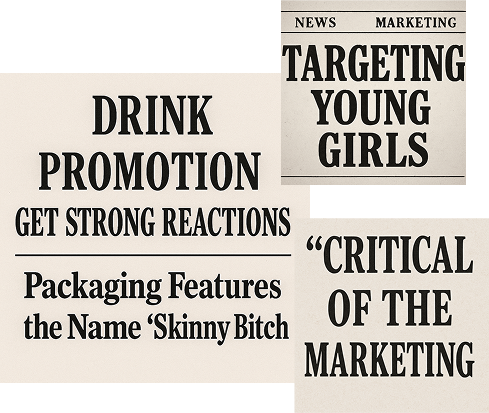 NEWS MARKETING
TARGETING
YOUNG
GIRLS
DRINK
PROMOTION
GET STRONG REACTIONS
Packaging Features
the Name ‘Skinny Bitch
“CRITICAL
OF THE
MARKETING